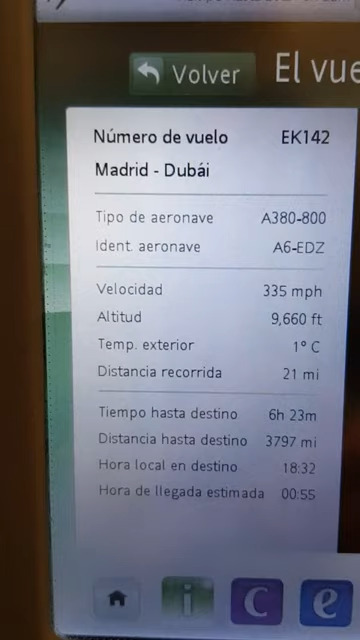 Volver El vue
Número de vuelo EK142
Madrid - Dubái
Tipo de aeronave A380-800
Ident. aeronave A6-EDZ
Velocidad 335 mph
Altitud 9,660 ft
Temp. exterior 1° C
Distancia recorrida 21 mi
Tiempo hasta destino 6h 23m
Distancia hasta destino 3797 mi
Hora local en destino 18:32
Hora de llegada estimada 00:55
i C e